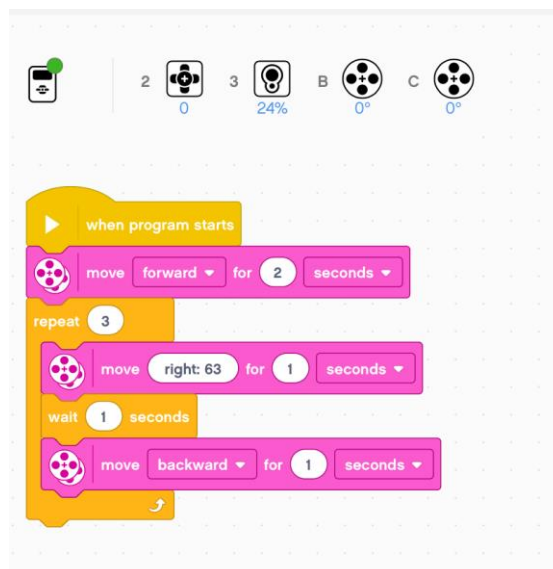 2 3 B C
0 24% 0° 0°
when program starts
move forward for 2 seconds
repeat 3
move right: 63 for 1 seconds
wait 1 seconds
move backward for 1 seconds